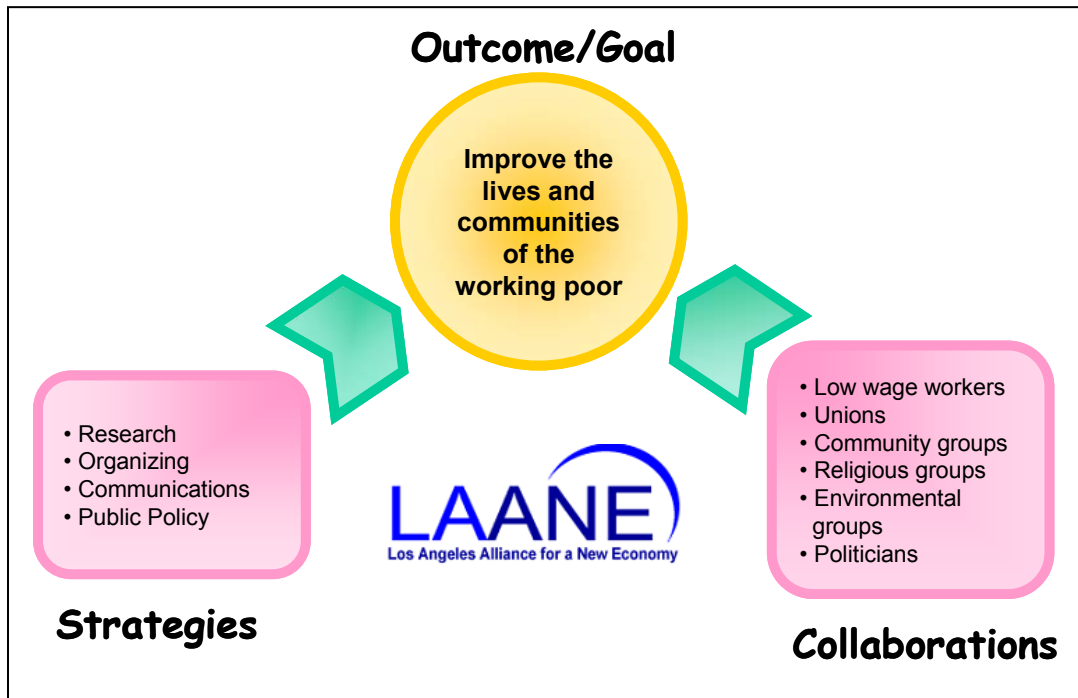 Outcome/Goal
Improve the
lives and
communities
of the
working poor
• Research
• Organizing
• Communications
• Public Policy
Strategies
LAANE
Los Angeles Alliance for a New Economy
• Low wage workers
• Unions
• Community groups
• Religious groups
• Environmental
groups
• Politicians
Collaborations